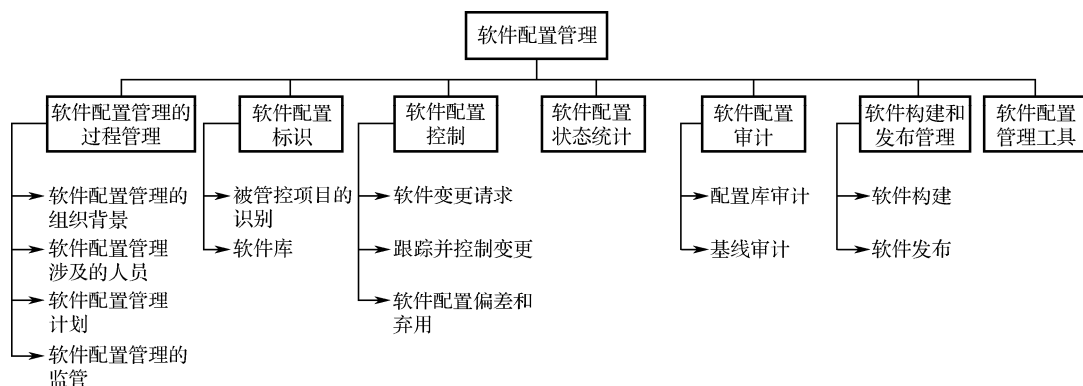 软件配置管理
软件配置管理的
过程管理
软件配置
标识
软件配置
控制
软件配置
状态统计
软件配置
审计
软件构建和
发布管理
软件配置
管理工具
软件配置管理的
组织背景
软件配置管理
涉及的人员
软件配置管理
计划
软件配置管理的
监管
被管控项目的
识别
软件库
软件变更请求
跟踪并控制变更
软件配置偏差和
弃用
配置库审计
基线审计
软件构建
软件发布